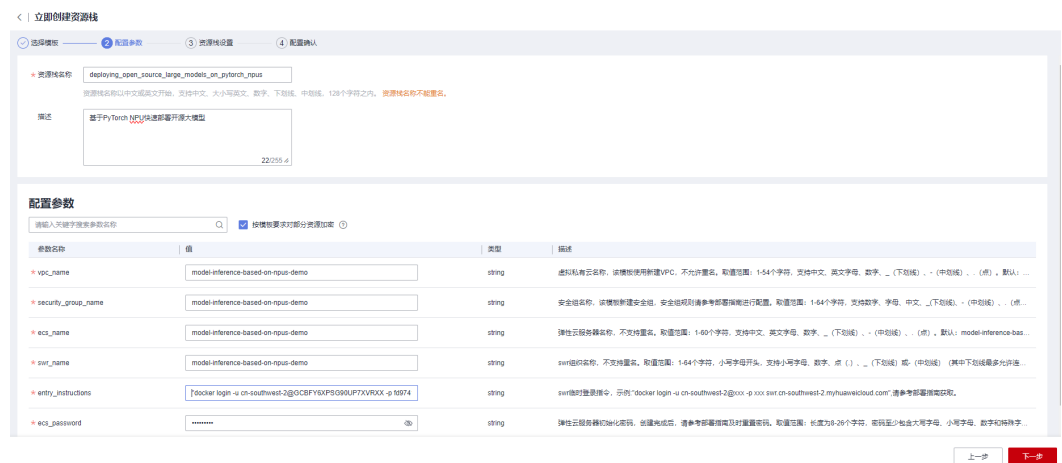 < | 立即创建资源栈
选择模板
2 配置参数
3 资源栈设置
4 配置确认
* 资源栈名称 deploying_open_source_large_models_on_pytorch_npus
资源栈名称以中文或英文开始，支持中文、大小写英文、数字、下划线、中划线，128个字符之内。 资源栈名称不能重名。
描述 基于PyTorch NPU快速部署开源大模型
22/255
配置参数
请输入关键字搜索参数名称 按模板要求对部分资源加密
参数名称 值 类型 描述
* vpc_name model-inference-based-on-npus-demo string 虚拟私有云名称，该模板使用新建VPC，不允许重名。取值范围：1-54个字符，支持中文、英文字母、数字、_（下划线）、-（中划线）、.（点）。默认：...
* security_group_name model-inference-based-on-npus-demo string 安全组名称，该模板新建安全组，安全组规则请参考部署指南进行配置。取值范围：1-64个字符，支持数字、字母、中文、_(下划线)、-（中划线）、.（点...
* ecs_name model-inference-based-on-npus-demo string 弹性云服务器名称，不支持重名。取值范围：1-60个字符，支持中文、英文字母、数字、_（下划线）、-（中划线）、.（点）。默认：model-inference-bas...
* swr_name model-inference-based-on-npus-demo string swr组织名称，不支持重名。取值范围：1-64个字符，小写字母开头，支持小写字母、数字、点（.）、_（下划线）或-（中划线）（其中下划线最多允许连...
* entry_instructions "docker login -u cn-southwest-2@GCBFY6XPSG90UP7XVRXX -p fd974 string swr临时登录指令，示例:"docker login -u cn-southwest-2@xxx -p xxx swr.cn-southwest-2.myhuaweicloud.com",请参考部署指南获取。
* ecs_password ········· string 弹性云服务器初始化密码，创建完成后，请参考部署指南及时重置密码。取值范围：长度为8-26个字符，密码至少包含大写字母、小写字母、数字和特殊字...
上一步 下一步